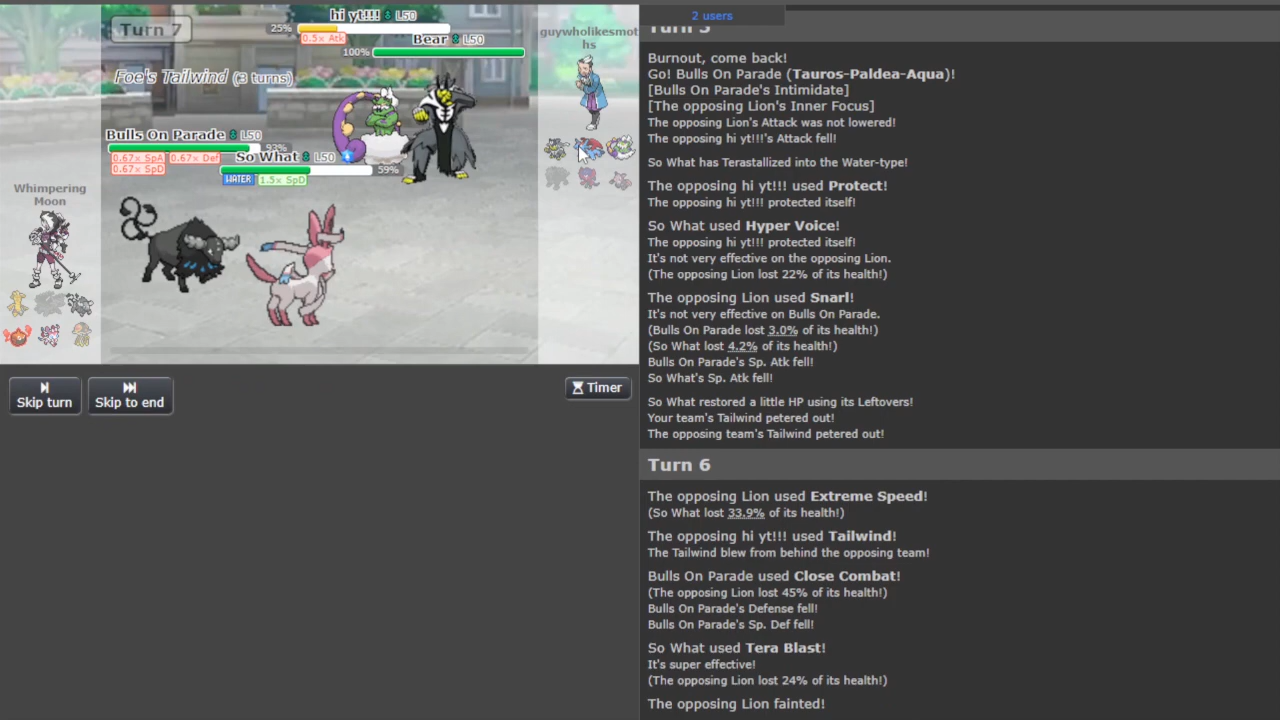 Turn 7
hi yt!!! L50
25%
0.5x Atk
Bear L50
100%
Foe's Tailwind (3 turns)
Bulls On Parade L50
92%
0.67x SpA 0.67x Def
0.67x SpD
So What L50
59%
WATER 1.5x SpD
Whimpering
Moon
guywholikesmot
hs
Skip turn
Skip to end
Timer
2 users
Turn 5
Burnout, come back!
Go! Bulls On Parade (Tauros-Paldea-Aqua)!
[Bulls On Parade's Intimidate]
[The opposing Lion's Inner Focus]
The opposing Lion's Attack was not lowered!
The opposing hi yt!!!'s Attack fell!
So What has Terastallized into the Water-type!
The opposing hi yt!!! used Protect!
The opposing hi yt!!! protected itself!
So What used Hyper Voice!
The opposing hi yt!!! protected itself!
It's not very effective on the opposing Lion.
(The opposing Lion lost 22% of its health!)
The opposing Lion used Snarl!
It's not very effective on Bulls On Parade.
(Bulls On Parade lost 3.0% of its health!)
(So What lost 4.2% of its health!)
Bulls On Parade's Sp. Atk fell!
So What's Sp. Atk fell!
So What restored a little HP using its Leftovers!
Your team's Tailwind petered out!
The opposing team's Tailwind petered out!
Turn 6
The opposing Lion used Extreme Speed!
(So What lost 33.9% of its health!)
The opposing hi yt!!! used Tailwind!
The Tailwind blew from behind the opposing team!
Bulls On Parade used Close Combat!
(The opposing Lion lost 45% of its health!)
Bulls On Parade's Defense fell!
Bulls On Parade's Sp. Def fell!
So What used Tera Blast!
It's super effective!
(The opposing Lion lost 24% of its health!)
The opposing Lion fainted!